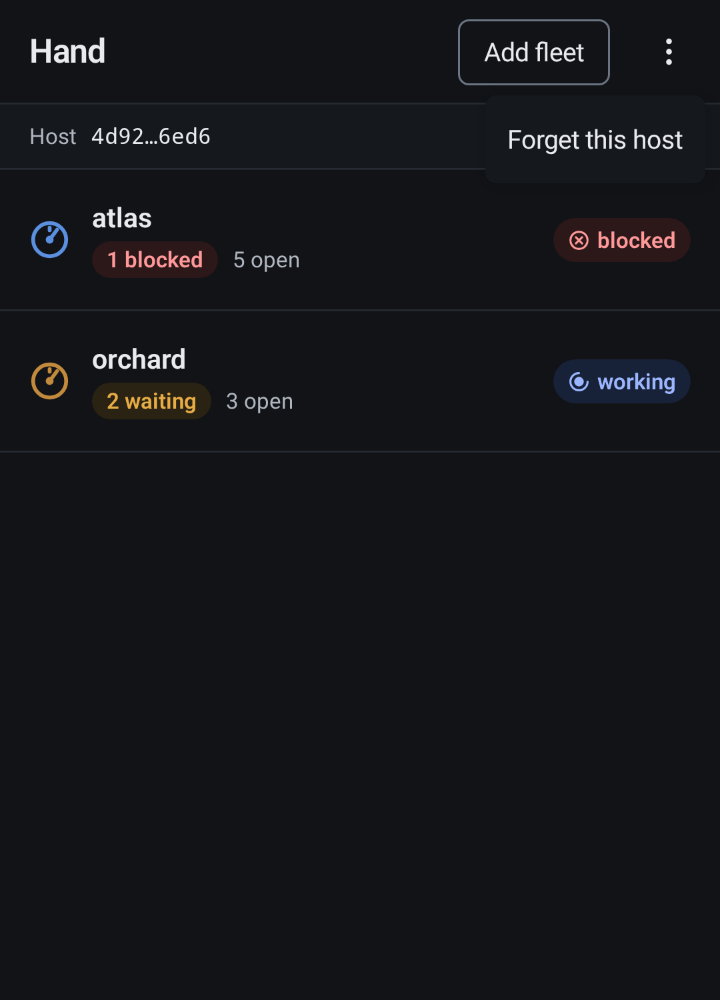 Hand
Add fleet
Host 4d92…6ed6
Forget this host
atlas
1 blocked 5 open
blocked
orchard
2 waiting 3 open
working